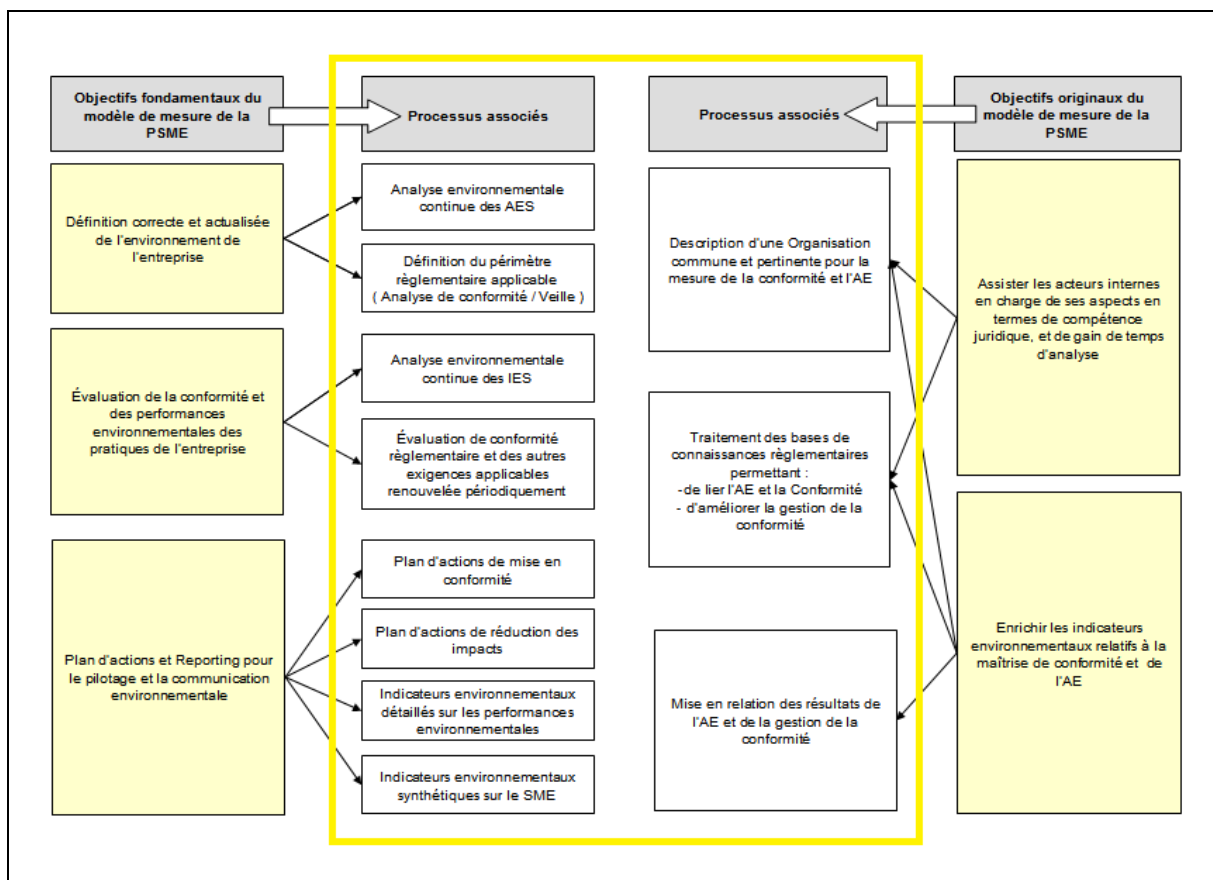 Objectifs fondamentaux du
modèle de mesure de la
PSME
Processus associés
Processus associés
Objectifs originaux du
modèle de mesure de la
PSME
Définition correcte et actualisée
de l'environnement de
l'entreprise
Analyse environnementale
continue des AES
Définition du périmètre
règlementaire applicable
( Analyse de conformité / Veille )
Évaluation de la conformité et
des performances
environnementales des
pratiques de l'entreprise
Analyse environnementale
continue des IES
Évaluation de conformité
règlementaire et des autres
exigences applicables
renouvelée périodiquement
Plan d'actions et Reporting pour
le pilotage et la communication
environnementale
Plan d'actions de mise en
conformité
Plan d'actions de réduction des
impacts
Indicateurs environnementaux
détaillés sur les performances
environnementales
Indicateurs environnementaux
synthétiques sur le SME
Description d'une Organisation
commune et pertinente pour la
mesure de la conformité et l'AE
Traitement des bases de
connaissances règlementaires
permettant :
-de lier l'AE et la Conformité
- d'améliorer la gestion de la
conformité
Mise en relation des résultats de
l'AE et de la gestion de la
conformité
Assister les acteurs internes
en charge de ses aspects en
termes de compétence
juridique, et de gain de temps
d'analyse
Enrichir les indicateurs
environnementaux relatifs à la
maîtrise de conformité et de
l'AE